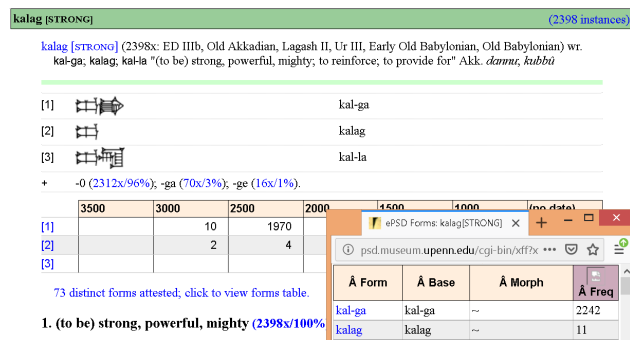 kalag [STRONG] (2398 instances)
kalag [STRONG] (2398x: ED IIIb, Old Akkadian, Lagash II, Ur III, Early Old Babylonian, Old Babylonian) wr.
kal-ga; kalag; kal-la "(to be) strong, powerful, mighty; to reinforce; to provide for" Akk. dannu, kubbû
[1] kal-ga
[2] kalag
[3] kal-la
+ -0 (2312x/96%); -ga (70x/3%); -ge (16x/1%).
3500 3000 2500 2000 1500 1000 (no date)
[1] 10 1970
[2] 2 4
[3]
73 distinct forms attested; click to view forms table.
1. (to be) strong, powerful, mighty (2398x/100%
ePSD Forms: kalag[STRONG]
psd.museum.upenn.edu/cgi-bin/xff?x
Â Form Â Base Â Morph Â Freq
kal-ga kal-ga ~ 2242
kalag kalag ~ 11